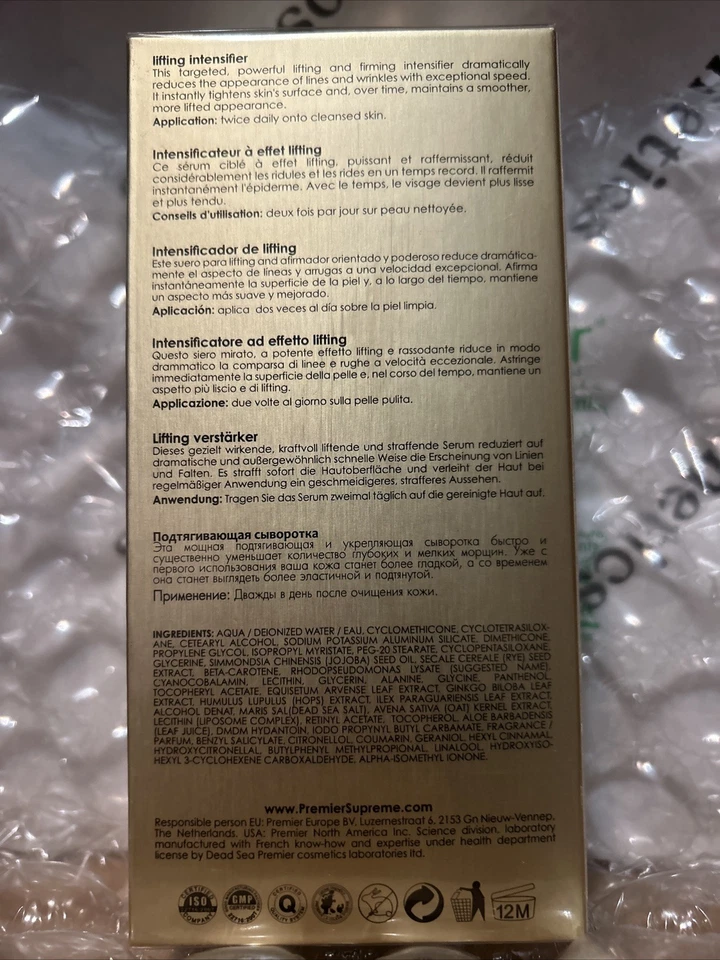 lifting intensifier
This targeted, powerful lifting and firming intensifier dramatically
reduces the appearance of lines and wrinkles with exceptional speed.
It instantly tightens skin's surface and, over time, maintains a smoother,
more lifted appearance.
Application: twice daily onto cleansed skin.
Intensificateur à effet lifting
Ce sérum ciblé à effet lifting, puissant et raffermissant, réduit
considérablement les ridules et les rides en un temps record. Il raffermit
instantanément l'épiderme. Avec le temps, le visage devient plus lisse
et plus tendu.
Conseils d'utilisation: deux fois par jour sur peau nettoyée.
Intensificador de lifting
Este suero para lifting and afirmador orientado y poderoso reduce dramática-
mente el aspecto de líneas y arrugas a una velocidad excepcional. Afirma
instantáneamente la superficie de la piel y, a lo largo del tiempo, mantiene
un aspecto más suave y mejorado.
Aplicación: aplica dos veces al día sobre la piel limpia.
Intensificatore ad effetto lifting
Questo siero mirato, a potente effetto lifting e rassodante riduce in modo
drammatico la comparsa di linee e rughe a velocità eccezionale. Astringe
immediatamente la superficie della pelle e, nel corso del tempo, mantiene un
aspetto più liscio e di lifting.
Applicazione: due volte al giorno sulla pelle pulita.
Lifting verstärker
Dieses gezielt wirkende, kraftvoll liftende und straffende Serum reduziert auf
dramatische und außergewöhnlich schnelle Weise die Erscheinung von Linien
und Falten. Es strafft sofort die Hautoberfläche und verleiht der Haut bei
regelmäßiger Anwendung ein geschmeidigeres, strafferes Aussehen.
Anwendung: Tragen Sie das Serum zweimal täglich auf die gereinigte Haut auf.
Подтягивающая сыворотка
Эта мощная подтягивающая и укрепляющая сыворотка быстро и
существенно уменьшает количество глубоких и мелких морщин. Уже с
первого использования ваша кожа станет более гладкой, а со временем
она станет выглядеть более эластичной и подтянутой.
Применение: Дважды в день после очищения кожи.
INGREDIENTS: AQUA / DEIONIZED WATER / EAU, CYCLOMETHICONE, CYCLOTETRASILOX-
ANE, CETEARYL ALCOHOL, SODIUM POTASSIUM ALUMINUM SILICATE, DIMETHICONE,
PROPYLENE GLYCOL, ISOPROPYL MYRISTATE, PEG-20 STEARATE, CYCLOPENTASILOXANE,
GLYCERINE, SIMMONDSIA CHINENSIS (JOJOBA) SEED OIL, SECALE CEREALE (RYE) SEED
EXTRACT, BETA-CAROTENE, RHODOPSEUDOMONAS LYSATE (SUGGESTED NAME),
CYANOCOBALAMIN, LECITHIN, GLYCERIN, ALANINE, GLYCINE, PANTHENOL,
TOCOPHERYL ACETATE, EQUISETUM ARVENSE LEAF EXTRACT, GINKGO BILOBA LEAF
EXTRACT, HUMULUS LUPULUS (HOPS) EXTRACT, ILEX PARAGUARIENSIS LEAF EXTRACT,
ALCOHOL DENAT, MARIS SAL(DEAD SEA SALT), AVENA SATIVA (OAT) KERNEL EXTRACT,
LECITHIN (LIPOSOME COMPLEX), RETINYL ACETATE, TOCOPHEROL, ALOE BARBADENSIS
(LEAF JUICE), DMDM HYDANTOIN, IODO PROPYNYL BUTYL CARBAMATE, FRAGRANCE /
PARFUM, BENZYL SALICYLATE, CITRONELLOL, COUMARIN, GERANIOL, HEXYL CINNAMAL,
HYDROXYCITRONELLAL, BUTYLPHENYL METHYLPROPIONAL, LINALOOL, HYDROXYISO-
HEXYL 3-CYCLOHEXENE CARBOXALDEHYDE, ALPHA-ISOMETHYL IONONE.
www.PremierSupreme.com
Responsible person EU: Premier Europe BV. Luzernestraat 6, 2153 Gn Nieuw-Vennep,
The Netherlands. USA: Premier North America Inc. Science division, laboratory
manufactured with French know-how and expertise under health department
license by Dead Sea Premier cosmetics laboratories ltd.
CERTIFIED ISO COMPANY
GMP CERTIFIED
CERTIFIED Q
12M